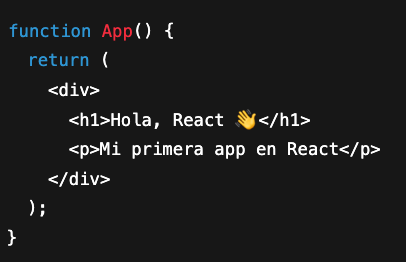 function App() {
  return (
    <div>
      <h1>Hola, React 👋</h1>
      <p>Mi primera app en React</p>
    </div>
  );
}